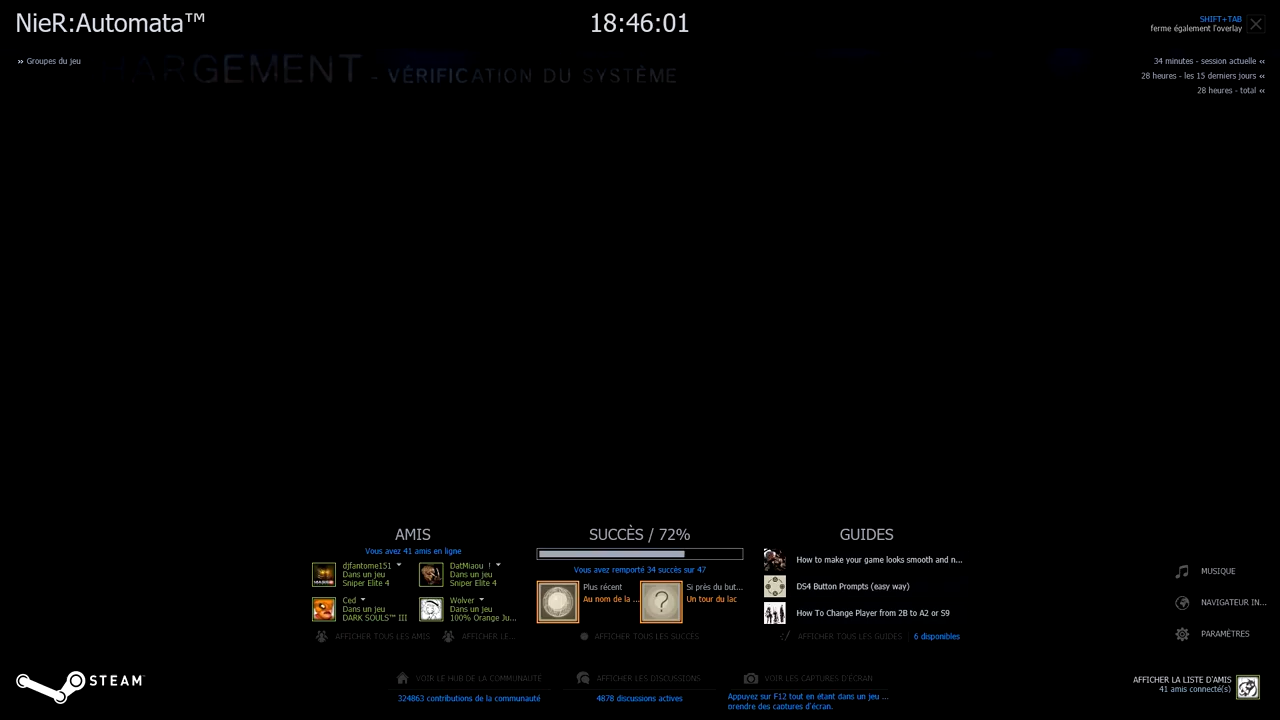 NieR:Automata™
18:46:01
SHIFT+TAB
ferme également l'overlay
» Groupes du jeu
ARGEMENT - VÉRIFICATION DU SYSTÈME
34 minutes - session actuelle «
28 heures - les 15 derniers jours «
28 heures - total «
AMIS
Vous avez 41 amis en ligne
djfantome151
Dans un jeu
Sniper Elite 4
DatMiaou !
Dans un jeu
Sniper Elite 4
Ced
Dans un jeu
DARK SOULS™ III
Wolver
Dans un jeu
100% Orange Ju...
AFFICHER TOUS LES AMIS
AFFICHER LE...
SUCCÈS / 72%
Vous avez remporté 34 succès sur 47
Plus récent
Au nom de la ...
Si près du but...
Un tour du lac
AFFICHER TOUS LES SUCCÈS
GUIDES
How to make your game looks smooth and n...
DS4 Button Prompts (easy way)
How To Change Player from 2B to A2 or S9
AFFICHER TOUS LES GUIDES
6 disponibles
MUSIQUE
NAVIGATEUR IN...
PARAMÈTRES
STEAM
VOIR LE HUB DE LA COMMUNAUTÉ
324863 contributions de la communauté
AFFICHER LES DISCUSSIONS
4878 discussions actives
VOIR LES CAPTURES D'ÉCRAN
Appuyez sur F12 tout en étant dans un jeu ...
prendre des captures d'écran.
AFFICHER LA LISTE D'AMIS
41 amis connecté(s)